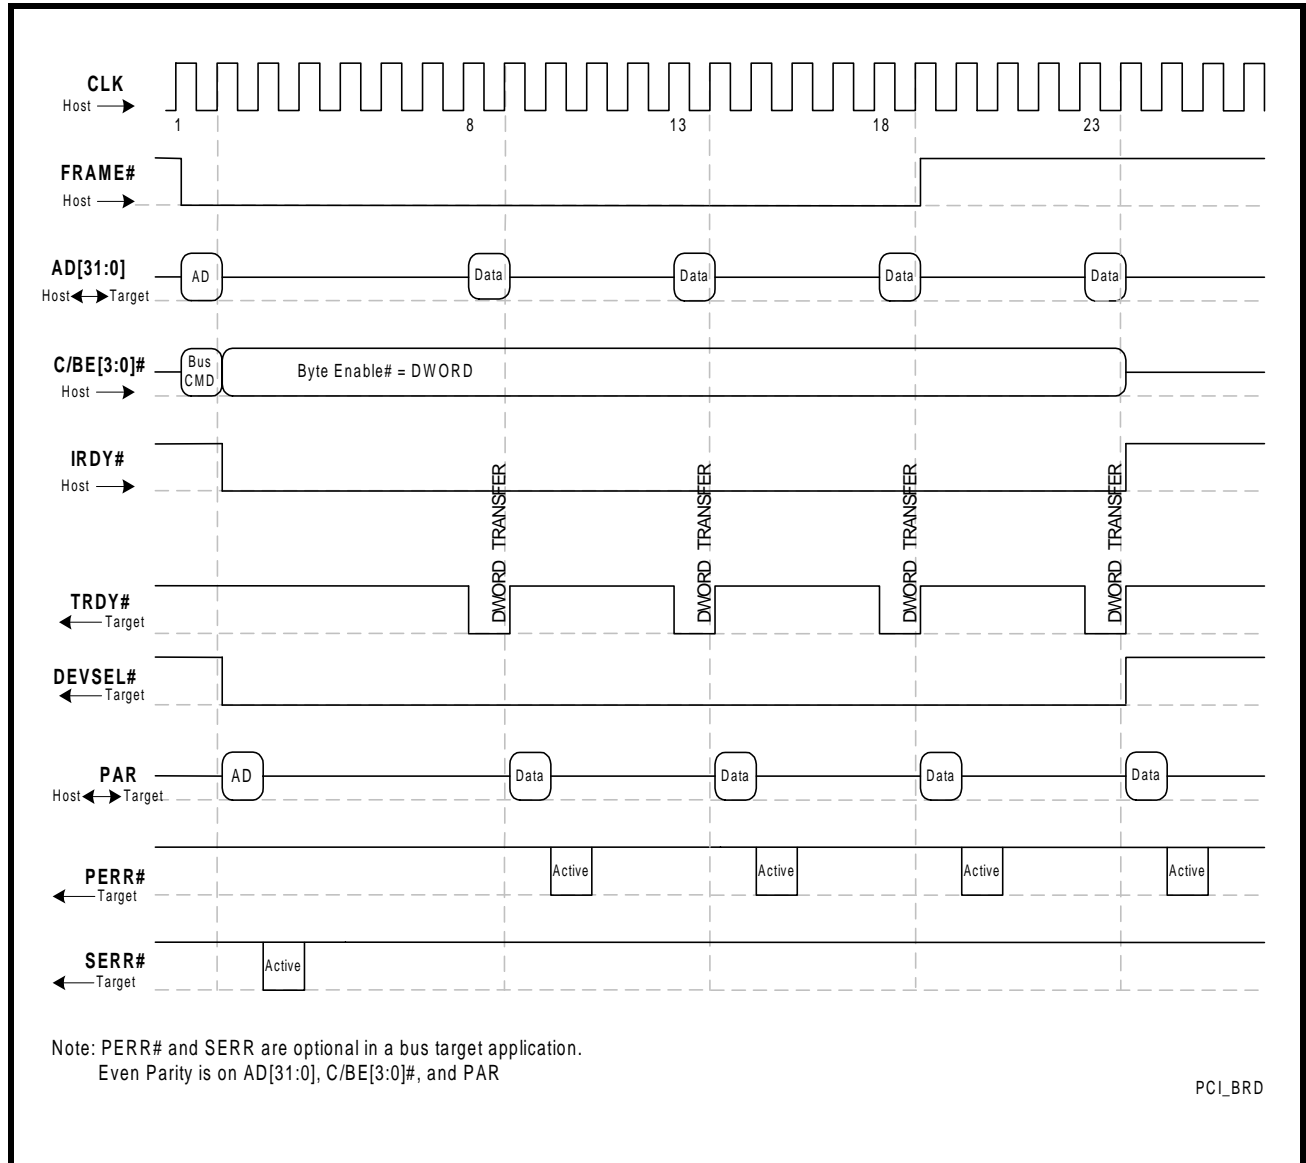 CLK
Host
1 8 13 18 23
FRAME#
Host
AD[31:0]
Host Target
AD Data Data Data Data
C/BE[3:0]#
Host
Bus
CMD
Byte Enable# = DWORD
IRDY#
Host
DWORD TRANSFER
DWORD TRANSFER
DWORD TRANSFER
DWORD TRANSFER
TRDY#
Target
DEVSEL#
Target
PAR
Host Target
AD Data Data Data Data
PERR#
Target
Active Active Active Active
SERR#
Target
Active
Note: PERR# and SERR are optional in a bus target application.
Even Parity is on AD[31:0], C/BE[3:0]#, and PAR
PCI_BRD